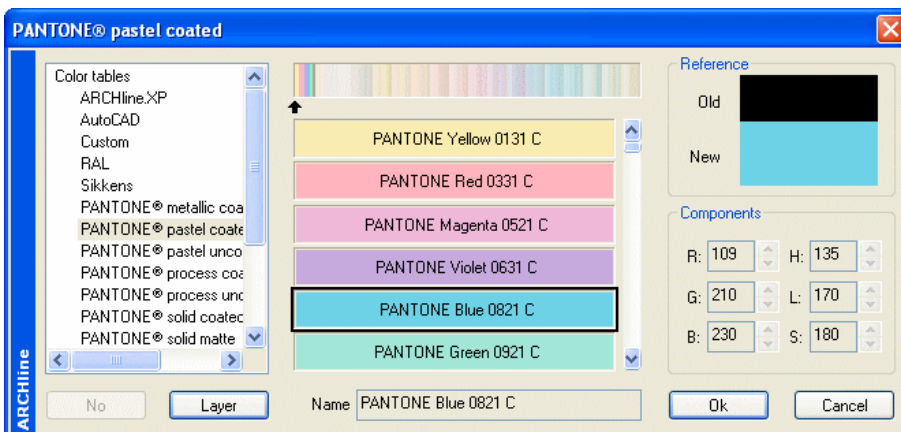 PANTONE® pastel coated
Color tables
ARCHline.XP
AutoCAD
Custom
RAL
Sikkens
PANTONE® metallic coa
PANTONE® pastel coate
PANTONE® pastel unco
PANTONE® process coa
PANTONE® process unc
PANTONE® solid coated
PANTONE® solid matte
PANTONE Yellow 0131 C
PANTONE Red 0331 C
PANTONE Magenta 0521 C
PANTONE Violet 0631 C
PANTONE Blue 0821 C
PANTONE Green 0921 C
Reference
Old
New
Components
R: 109 H: 135
G: 210 L: 170
B: 230 S: 180
ARCHline
No Layer Name PANTONE Blue 0821 C Ok Cancel